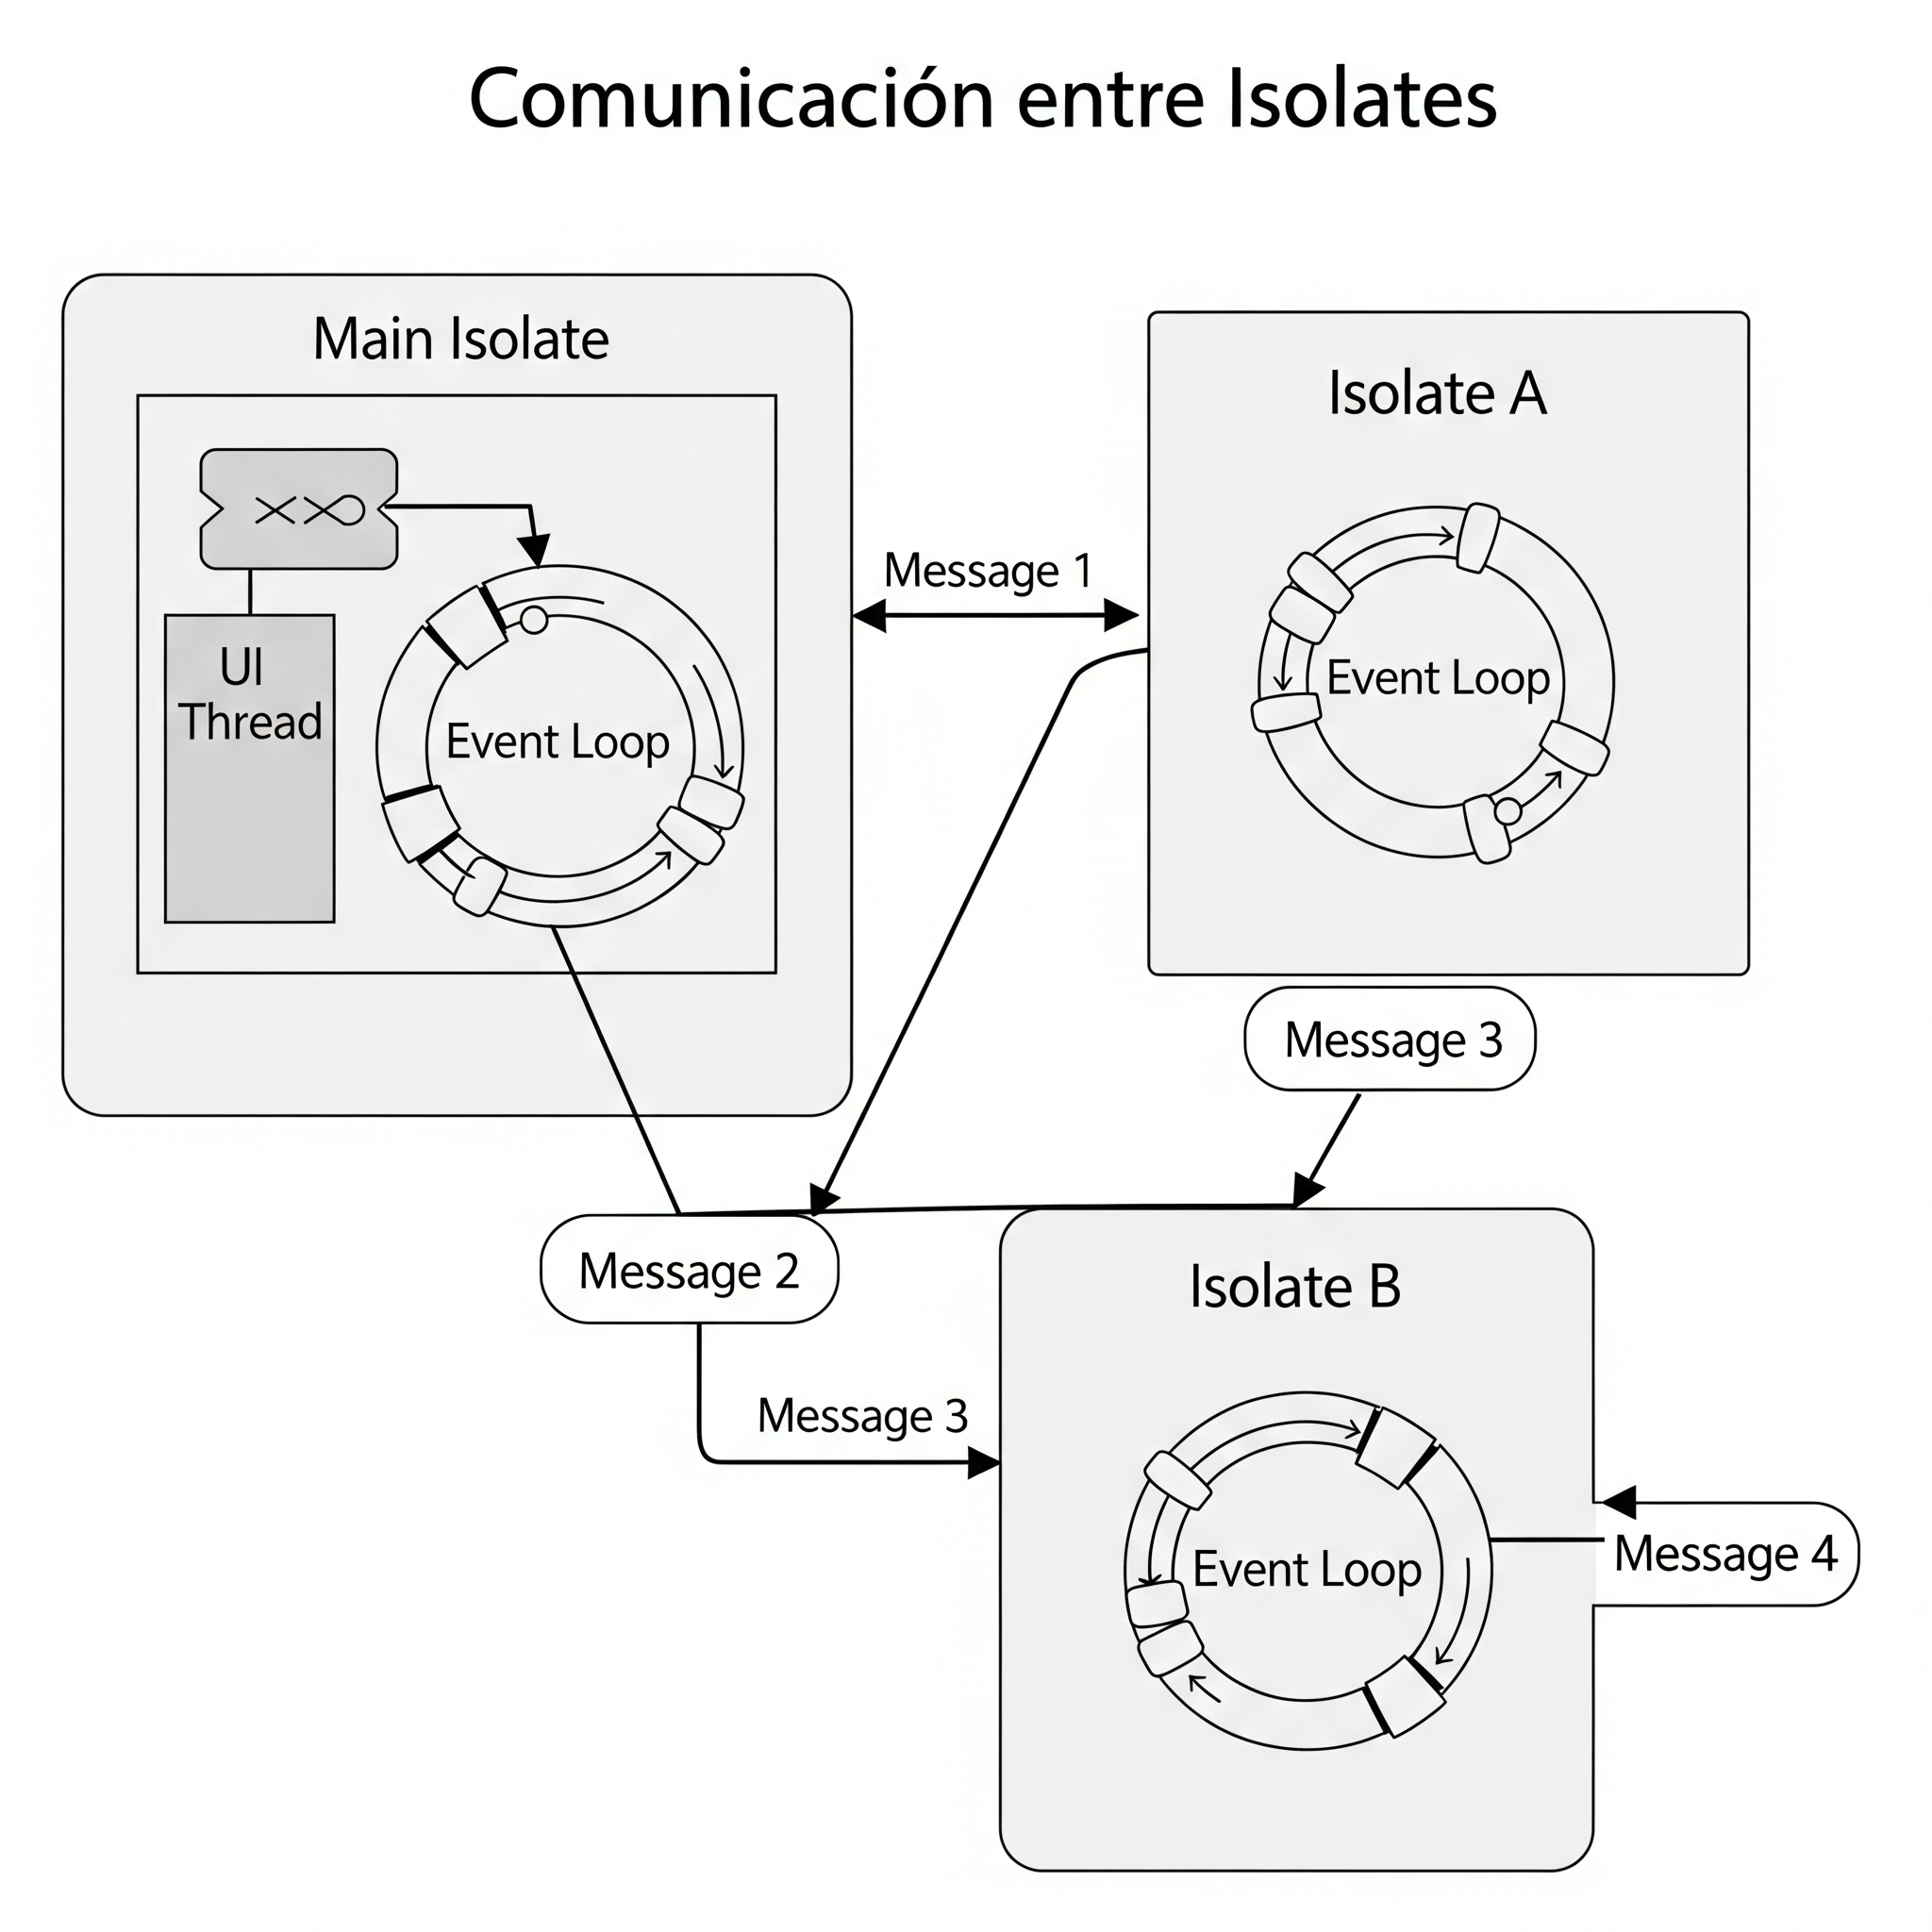 Comunicación entre Isolates
Main Isolate
UI
Thread
Event Loop
Message 1
Isolate A
Event Loop
Message 3
Message 2
Message 3
Isolate B
Event Loop
Message 4